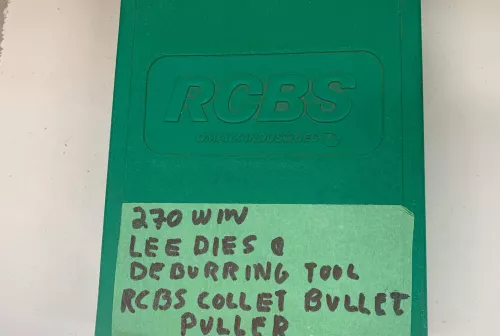 RCBS
270 WIN
LEE DIES
DEBURRING TOOL
RCBS COLLET BULLET
PULLER